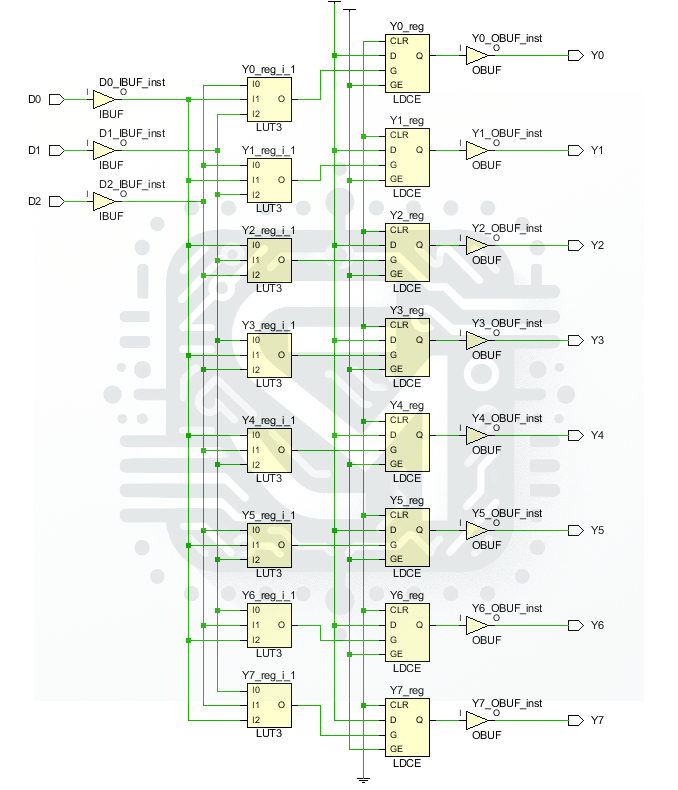 Y0_reg
CLR
D Q
G
GE
LDCE
Y0_OBUF_inst
I O
OBUF
Y0
Y0_reg_i_1
I0
I1 O
I2
LUT3
D0
D0_IBUF_inst
I O
IBUF
D1
D1_IBUF_inst
I O
IBUF
D2
D2_IBUF_inst
I O
IBUF
Y1_reg_i_1
I0
I1 O
I2
LUT3
Y1_reg
CLR
D Q
G
GE
LDCE
Y1_OBUF_inst
I O
OBUF
Y1
Y2_reg_i_1
I0
I1 O
I2
LUT3
Y2_reg
CLR
D Q
G
GE
LDCE
Y2_OBUF_inst
I O
OBUF
Y2
Y3_reg_i_1
I0
I1 O
I2
LUT3
Y3_reg
CLR
D Q
G
GE
LDCE
Y3_OBUF_inst
I O
OBUF
Y3
Y4_reg_i_1
I0
I1 O
I2
LUT3
Y4_reg
CLR
D Q
G
GE
LDCE
Y4_OBUF_inst
I O
OBUF
Y4
Y5_reg_i_1
I0
I1 O
I2
LUT3
Y5_reg
CLR
D Q
G
GE
LDCE
Y5_OBUF_inst
I O
OBUF
Y5
Y6_reg_i_1
I0
I1 O
I2
LUT3
Y6_reg
CLR
D Q
G
GE
LDCE
Y6_OBUF_inst
I O
OBUF
Y6
Y7_reg_i_1
I0
I1 O
I2
LUT3
Y7_reg
CLR
D Q
G
GE
LDCE
Y7_OBUF_inst
I O
OBUF
Y7